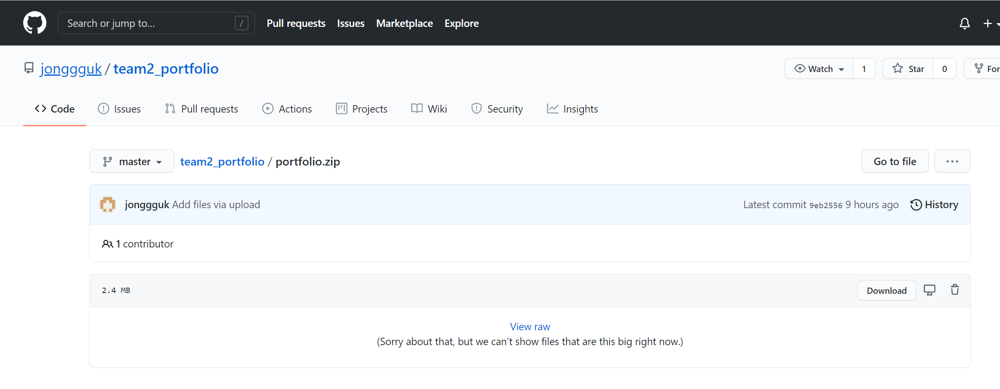 Search or jump to... /
Pull requests Issues Marketplace Explore
jonggguk / team2_portfolio
Watch 1 Star 0 For
Code Issues Pull requests Actions Projects Wiki Security Insights
master team2_portfolio / portfolio.zip Go to file ...
jonggguk Add files via upload Latest commit 9eb2556 9 hours ago History
1 contributor
2.4 MB Download
View raw
(Sorry about that, but we can’t show files that are this big right now.)